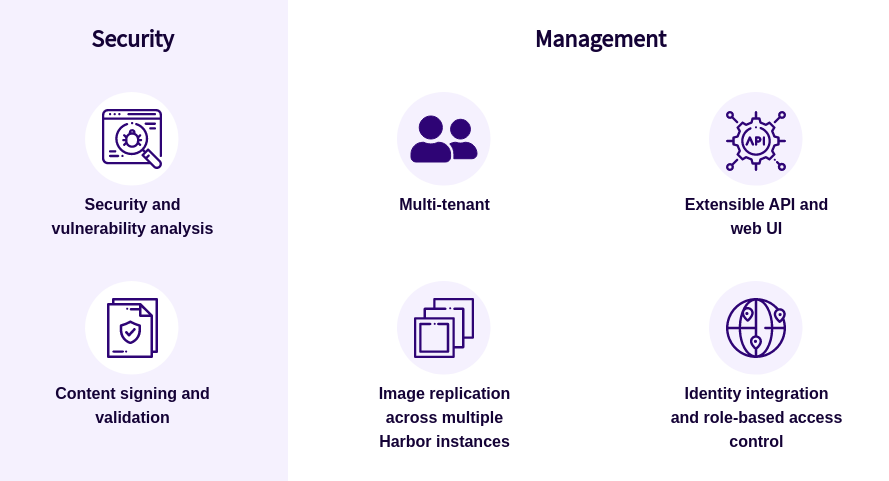 Security
Management
Security and
vulnerability analysis
Multi-tenant
API
Extensible API and
web UI
Content signing and
validation
Image replication
across multiple
Harbor instances
Identity integration
and role-based access
control